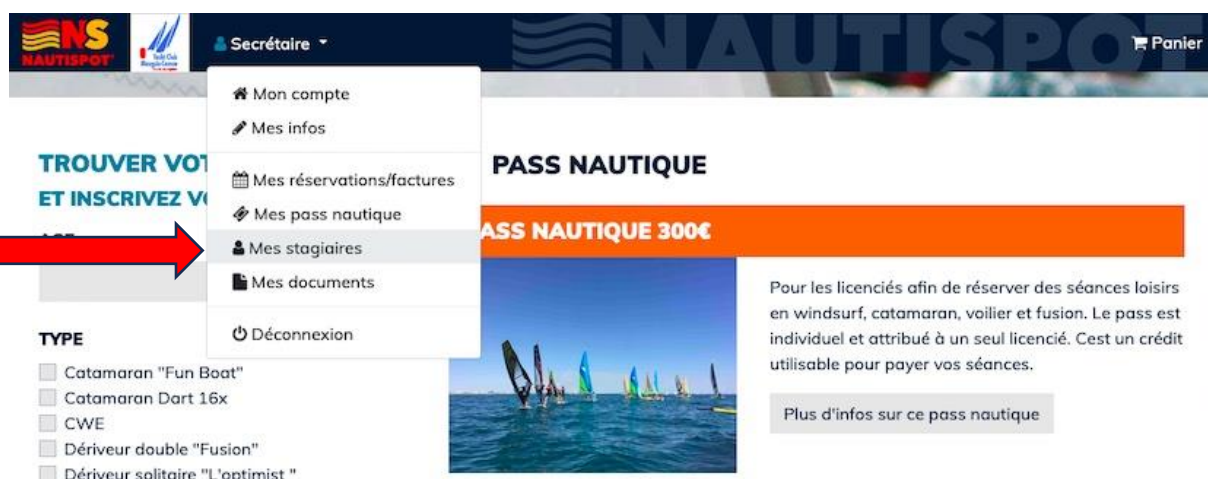 NS
NAUTISPOT
Yacht Club
Secrétaire
NAUTISPOT
Panier
Mon compte
Mes infos
Mes réservations/factures
Mes pass nautique
Mes stagiaires
Mes documents
Déconnexion
TROUVER VOT
ET INSCRIVEZ V
TYPE
Catamaran "Fun Boat"
Catamaran Dart 16x
CWE
Dériveur double "Fusion"
Dériveur solitaire "L'optimist "
PASS NAUTIQUE
ASS NAUTIQUE 300€
Pour les licenciés afin de réserver des séances loisirs
en windsurf, catamaran, voilier et fusion. Le pass est
individuel et attribué à un seul licencié. Cest un crédit
utilisable pour payer vos séances.
Plus d'infos sur ce pass nautique